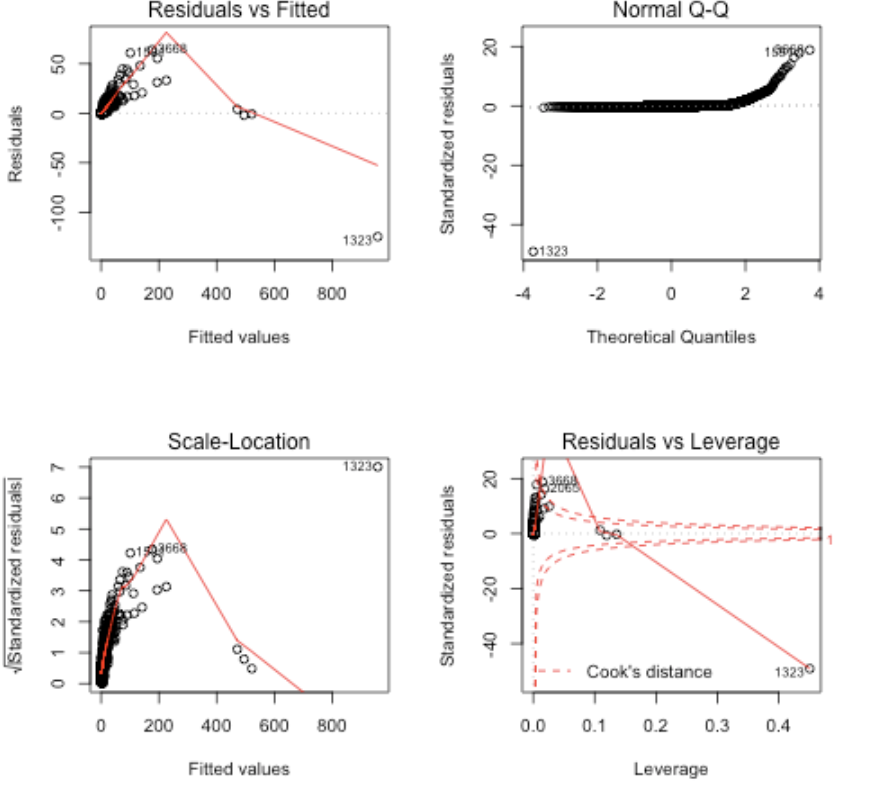 Residuals vs Fitted
Residuals
50
0
-50
-100
3668
1323
0 200 400 600 800
Fitted values
Normal Q-Q
Standardized residuals
20
0
-20
-40
1323
-4 -2 0 2 4
Theoretical Quantiles
Scale-Location
√|Standardized residuals|
7
6
5
4
3
2
1
0
1323
3668
0 200 400 600 800
Fitted values
Residuals vs Leverage
Standardized residuals
20
0
-20
-40
3668
2065
1
Cook's distance
1323
0.0 0.1 0.2 0.3 0.4
Leverage